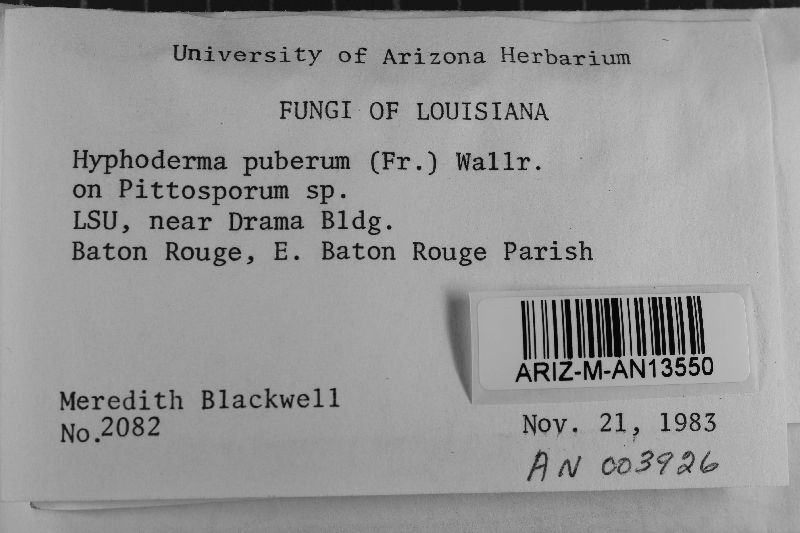 University of Arizona Herbarium
FUNGI OF LOUISIANA
Hyphoderma puberum (Fr.) Wallr.
on Pittosporum sp.
LSU, near Drama Bldg.
Baton Rouge, E. Baton Rouge Parish
ARIZ-M-AN13550
Meredith Blackwell
No.2082
Nov. 21, 1983
AN 003926